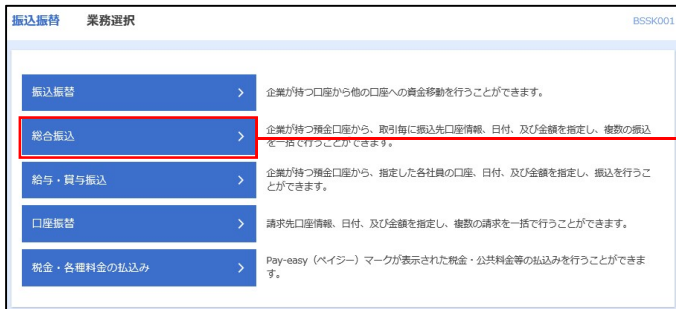 振込振替 業務選択 BSSK001
振込振替 企業が持つ口座から他の口座への資金移動を行うことができます。
総合振込 企業が持つ預金口座から、取引毎に振込先口座情報、日付、及び金額を指定し、複数の振込
を一括で行うことができます。
給与・賞与振込 企業が持つ預金口座から、指定した各社員の口座、日付、及び金額を指定し、振込を行うこ
とができます。
口座振替 請求先口座情報、日付、及び金額を指定し、複数の請求を一括で行うことができます。
税金・各種料金の払込み Pay-easy（ペイジー）マークが表示された税金・公共料金等の払込みを行うことができま
す。